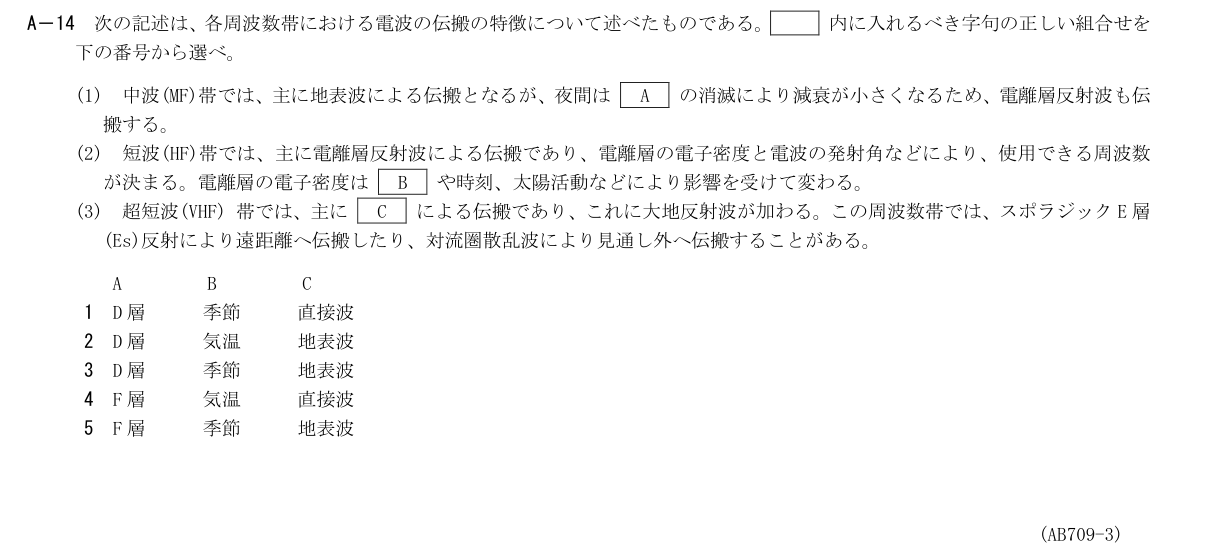 A－14 次の記述は、各周波数帯における電波の伝搬の特徴について述べたものである。 内に入れるべき字句の正しい組合せを
下の番号から選べ。
(1) 中波(MF)帯では、主に地表波による伝搬となるが、夜間は A の消滅により減衰が小さくなるため、電離層反射波も伝
搬する。
(2) 短波(HF)帯では、主に電離層反射波による伝搬であり、電離層の電子密度と電波の発射角などにより、使用できる周波数
が決まる。電離層の電子密度は B や時刻、太陽活動などにより影響を受けて変わる。
(3) 超短波(VHF) 帯では、主に C による伝搬であり、これに大地反射波が加わる。この周波数帯では、スポラジック E 層
(Es)反射により遠距離へ伝搬したり、対流圏散乱波により見通し外へ伝搬することがある。
A B C
1 D 層 季節 直接波
2 D 層 気温 地表波
3 D 層 季節 地表波
4 F 層 気温 直接波
5 F 層 季節 地表波
(AB709-3)